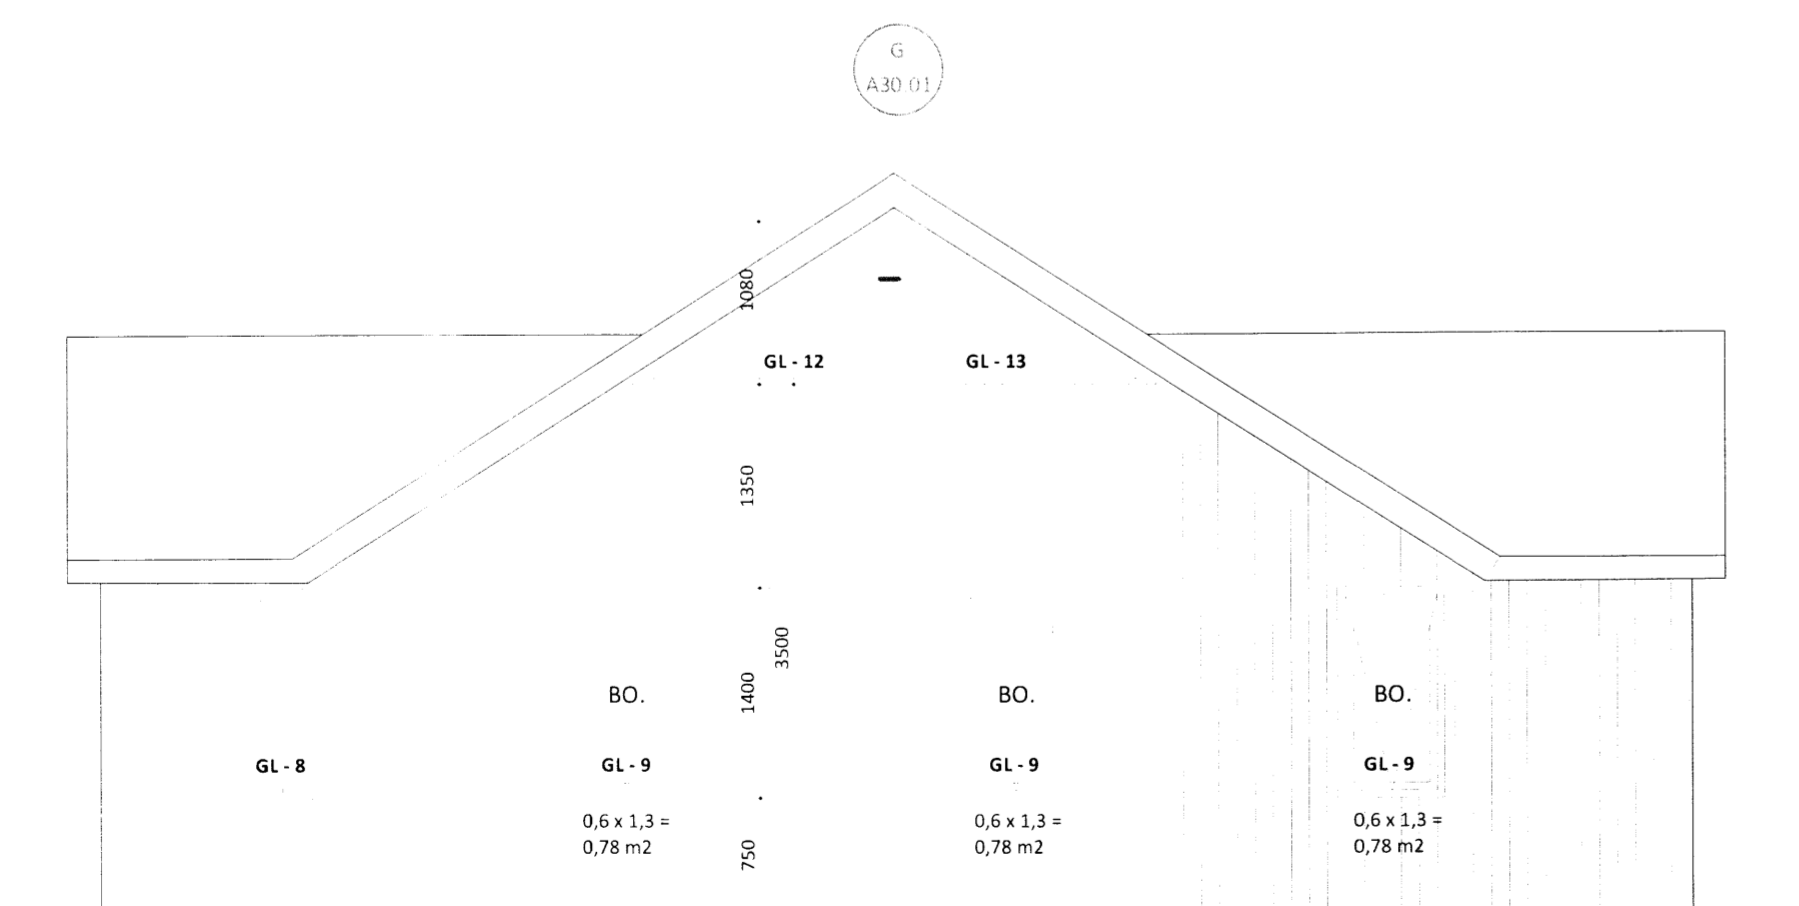 G
A30.01
1080
GL - 12
GL - 13
1350
3500
1400
BO.
BO.
BO.
GL - 8
GL - 9
GL - 9
GL - 9
0,6 x 1,3 =
0,78 m2
0,6 x 1,3 =
0,78 m2
0,6 x 1,3 =
0,78 m2
750